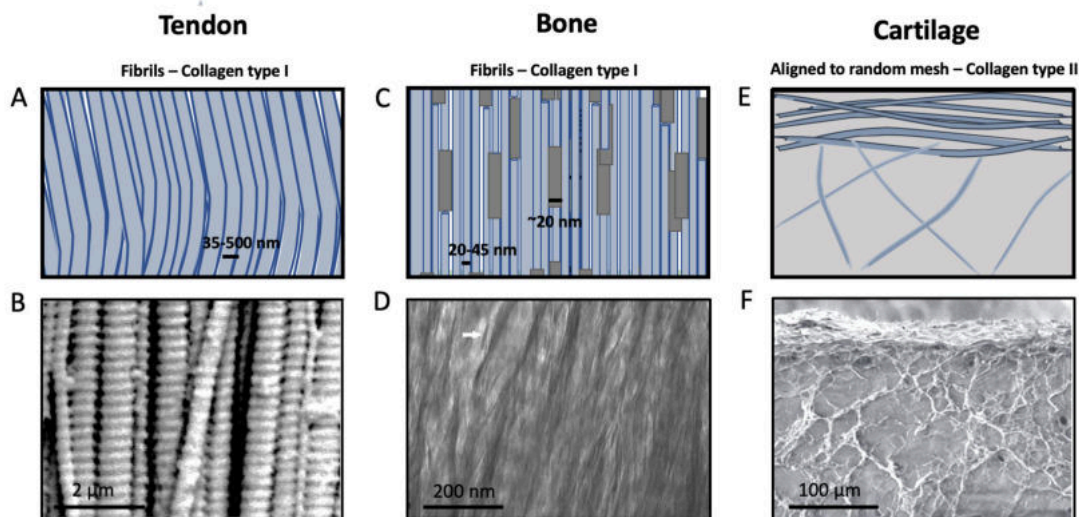 Tendon
Bone
Cartilage
Fibrils – Collagen type I
Fibrils – Collagen type I
Aligned to random mesh – Collagen type II
A
C
E
35-500 nm
~20 nm
20-45 nm
B
D
F
2 μm
200 nm
100 μm